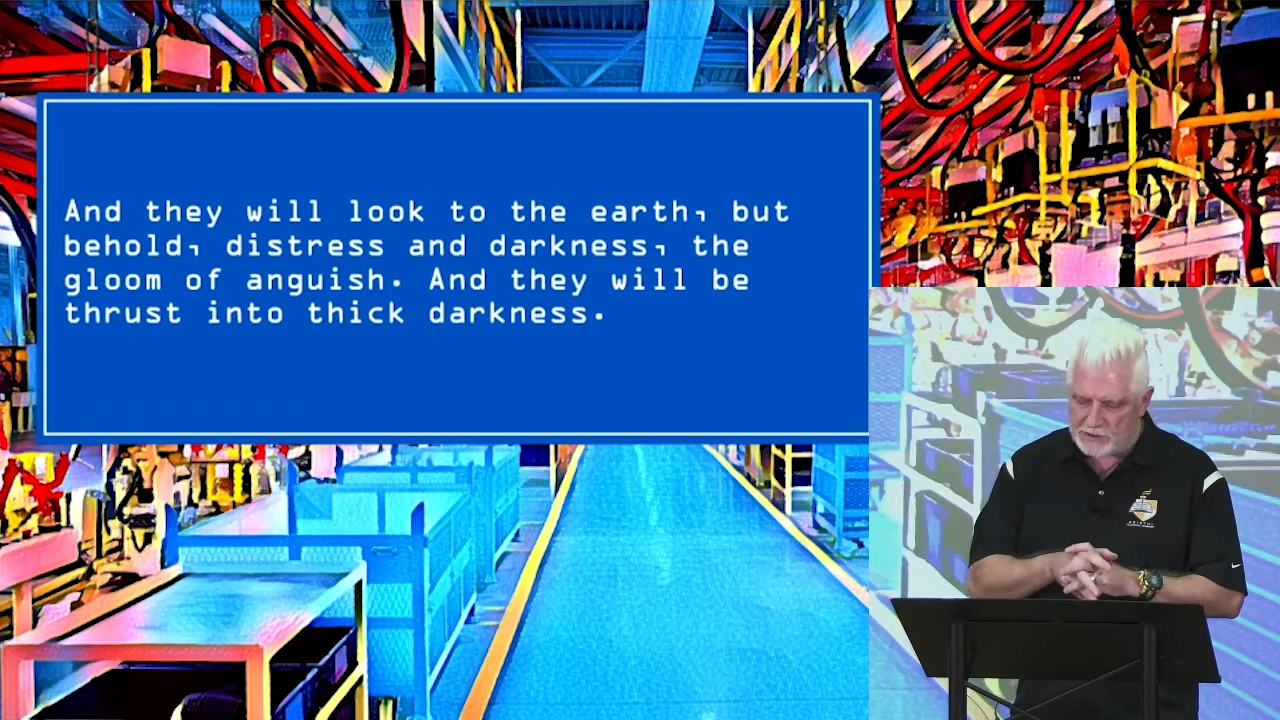 And they will look to the earth, but
behold, distress and darkness, the
gloom of anguish. And they will be
thrust into thick darkness.